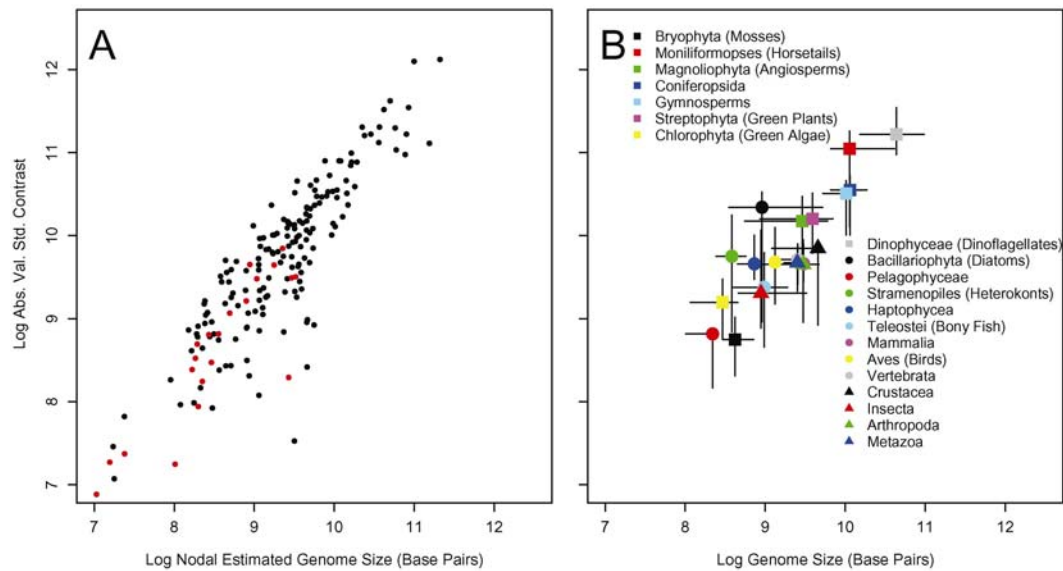 A
Log Abs. Val. Std. Contrast
12
11
10
9
8
7
7 8 9 10 11 12
Log Nodal Estimated Genome Size (Base Pairs)
B
Bryophyta (Mosses)
Moniliformopses (Horsetails)
Magnoliophyta (Angiosperms)
Coniferopsida
Gymnosperms
Streptophyta (Green Plants)
Chlorophyta (Green Algae)
Dinophyceae (Dinoflagellates)
Bacillariophyta (Diatoms)
Pelagophyceae
Stramenopiles (Heterokonts)
Haptophycea
Teleostei (Bony Fish)
Mammalia
Aves (Birds)
Vertebrata
Crustacea
Insecta
Arthropoda
Metazoa
7 8 9 10 11 12
Log Genome Size (Base Pairs)